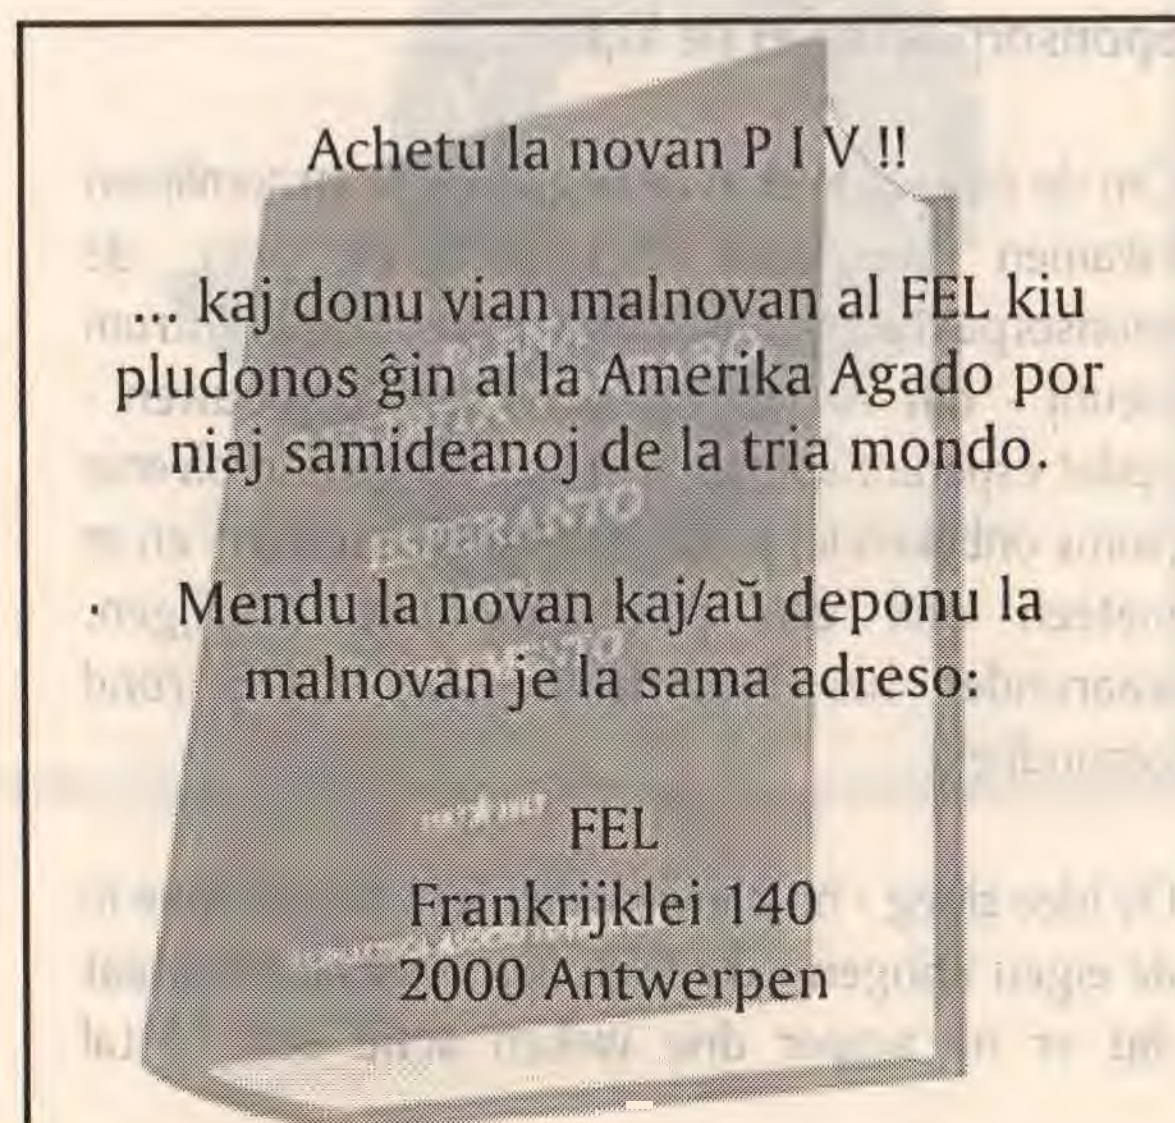 Achetu la novan P I V !!
... kaj donu vian malnovan al FEL kiu
pludonos ĝin al la Amerika Agado por
niaj samideanoj de la tria mondo.
Mendu la novan kaj/aŭ deponu la
malnovan je la sama adreso:
FEL
Frankrijklei 140
2000 Antwerpen
PLENA
ESPERANTO